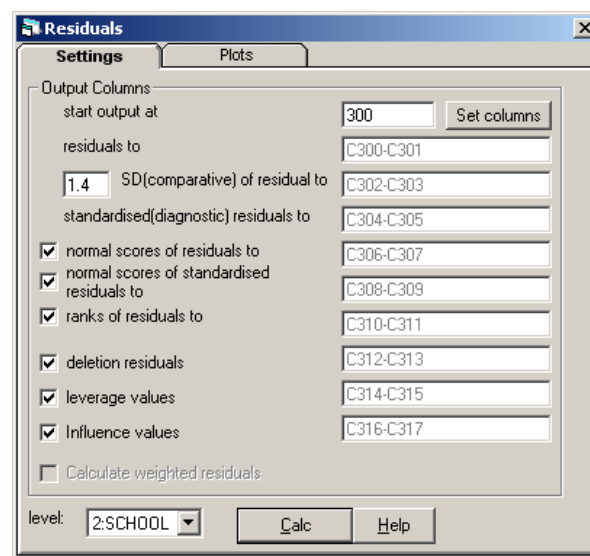 Residuals
Settings Plots
Output Columns
start output at 300 Set columns
residuals to C300-C301
1.4 SD(comparative) of residual to C302-C303
standardised(diagnostic) residuals to C304-C305
normal scores of residuals to C306-C307
normal scores of standardised
residuals to C308-C309
ranks of residuals to C310-C311
deletion residuals C312-C313
leverage values C314-C315
Influence values C316-C317
Calculate weighted residuals
level: 2:SCHOOL Calc Help